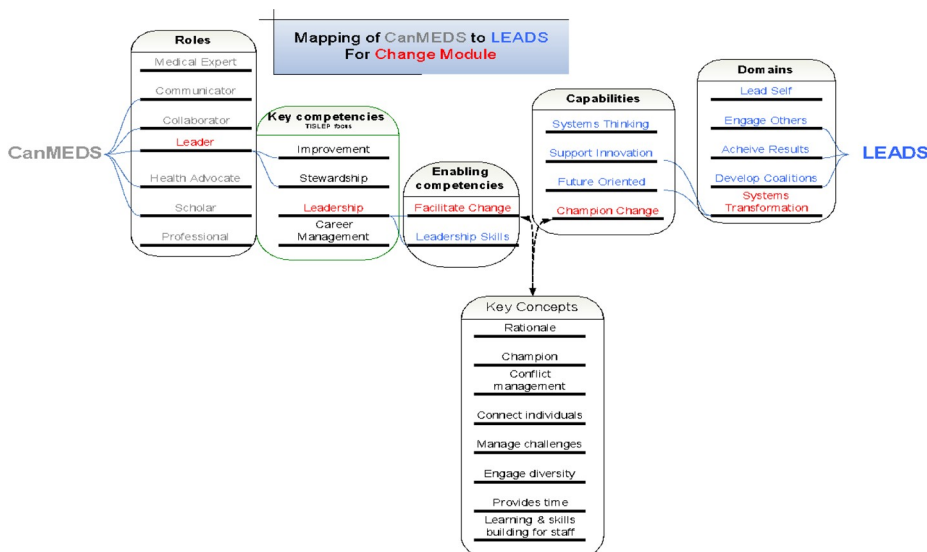 Mapping of CanMEDS to LEADS
For Change Module
CanMEDS
Roles
Medical Expert
Communicator
Collaborator
Leader
Health Advocate
Scholar
Professional
Key competencies
TISLEP focus
Improvement
Stewardship
Leadership
Career
Management
Enabling
competencies
Facilitate Change
Leadership Skills
Capabilities
Systems Thinking
Support Innovation
Future Oriented
Champion Change
Domains
Lead Self
Engage Others
Acheive Results
Develop Coalitions
Systems
Transformation
LEADS
Key Concepts
Rationale
Champion
Conflict
management
Connect individuals
Manage challenges
Engage diversity
Provides time
Learning & skills
building for staff